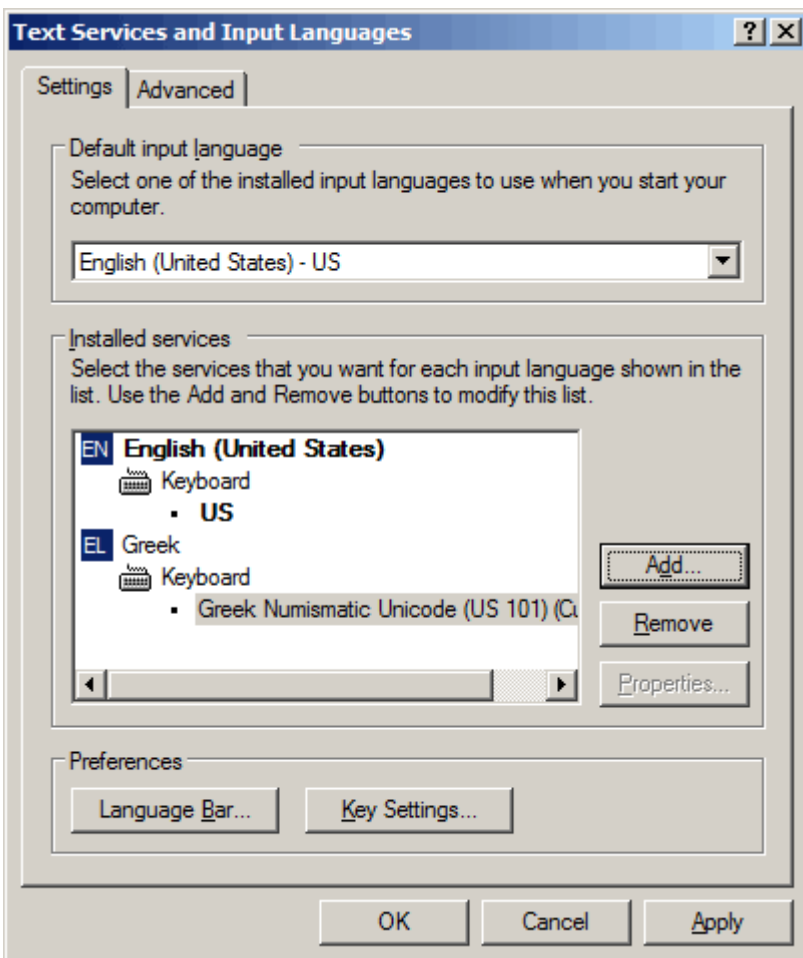 Text Services and Input Languages
Settings
Advanced
Default input language
Select one of the installed input languages to use when you start your
computer.
English (United States) - US
Installed services
Select the services that you want for each input language shown in the
list. Use the Add and Remove buttons to modify this list.
EN English (United States)
Keyboard
US
EL Greek
Keyboard
Greek Numismatic Unicode (US 101) (Cu
Add...
Remove
Properties...
Preferences
Language Bar...
Key Settings...
OK
Cancel
Apply